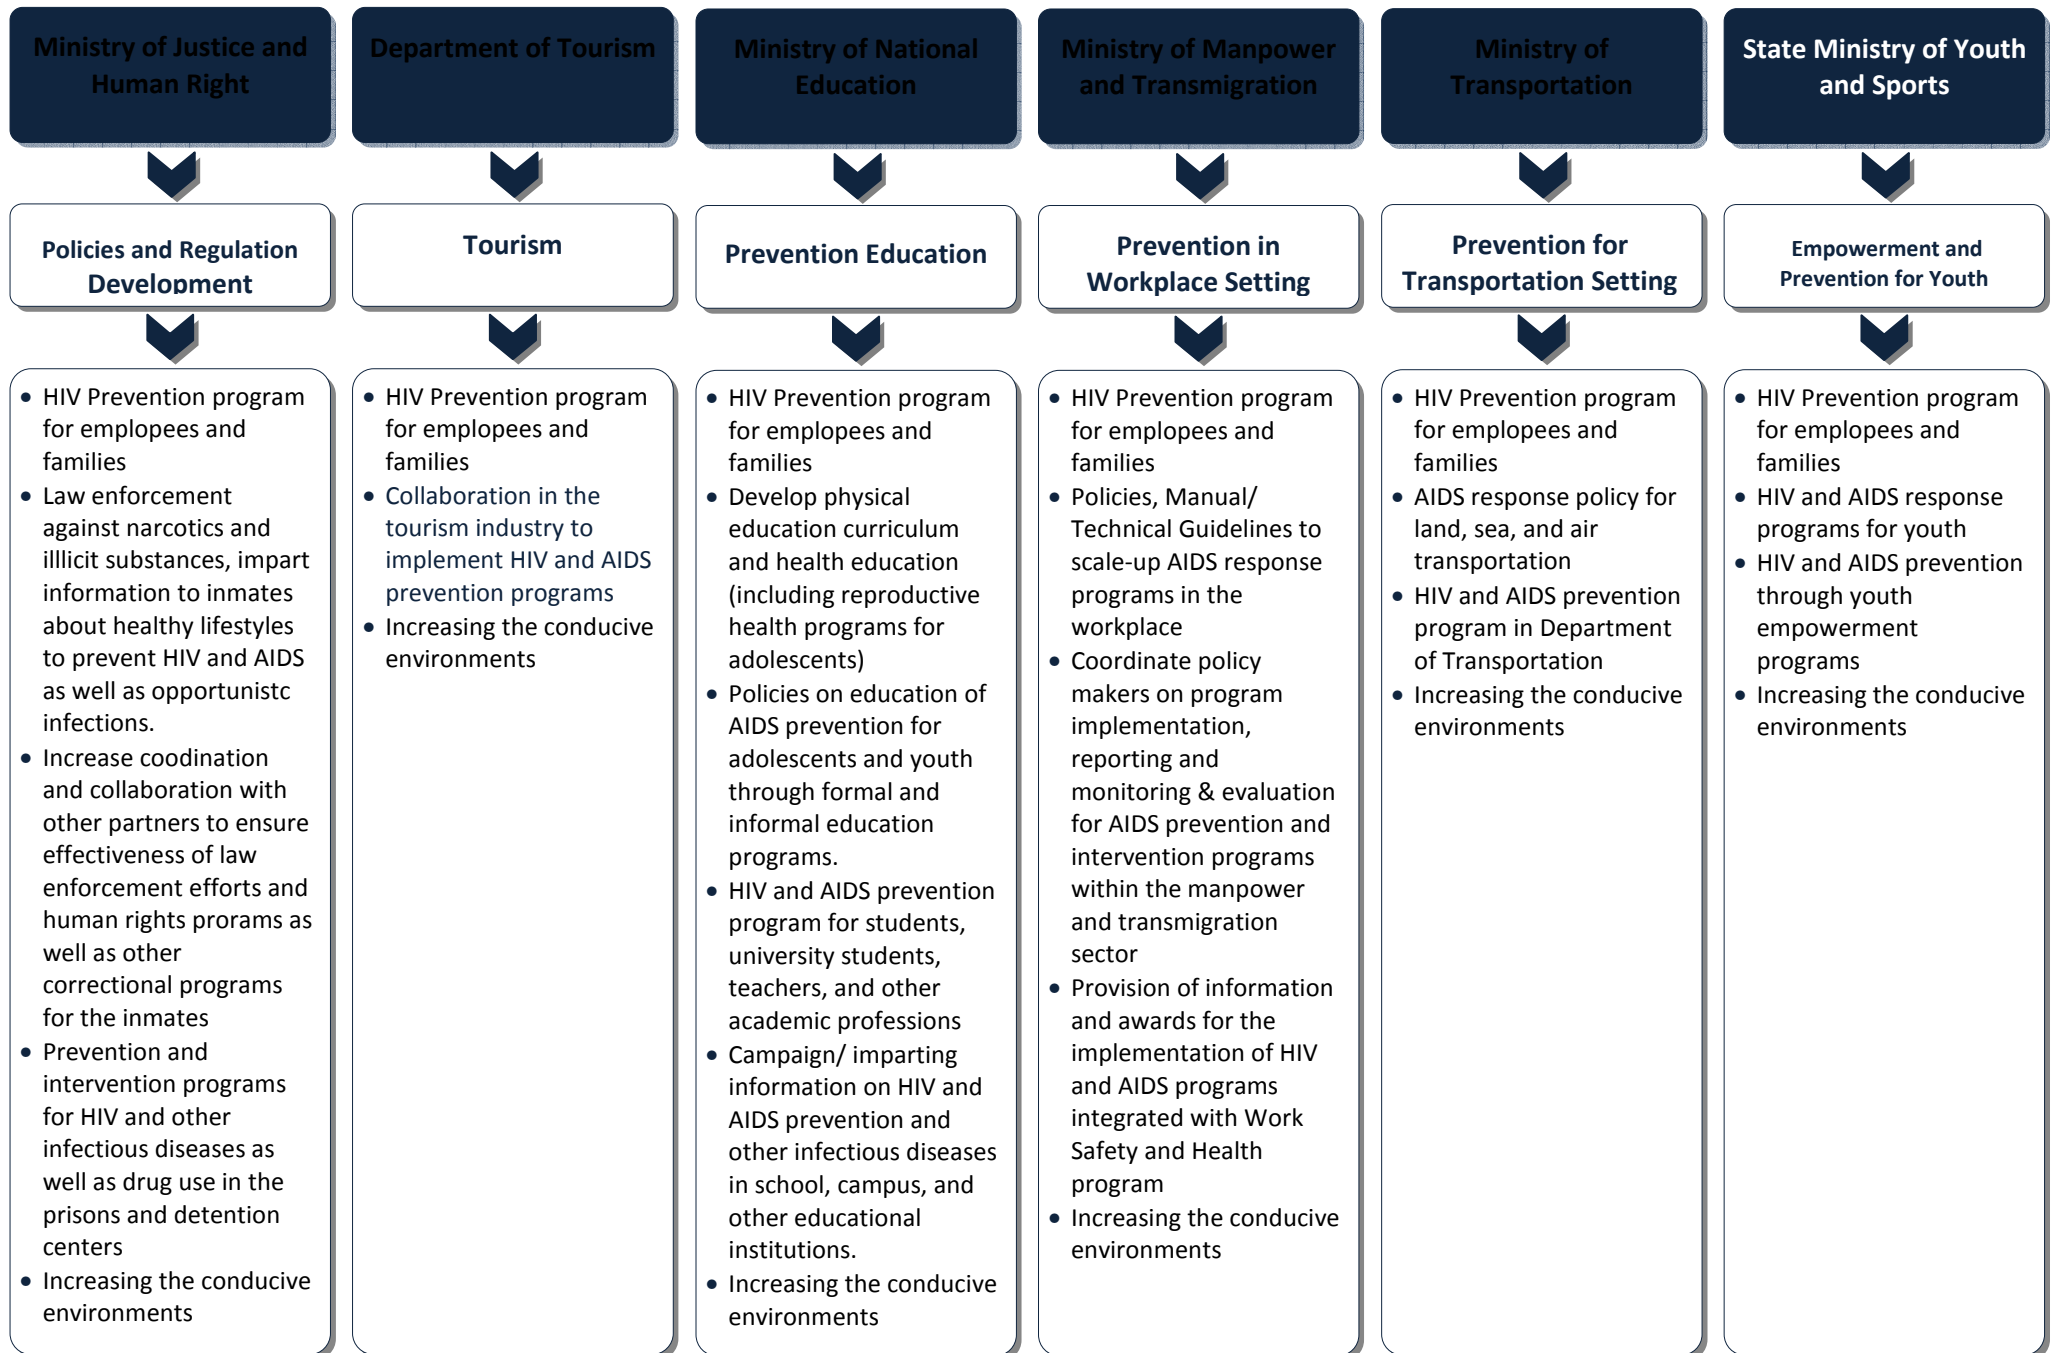 Ministry of Justice and
Human Right
Policies and Regulation
Development
• HIV Prevention program
for emplopees and
families
• Law enforcement
against narcotics and
illlicit substances, impart
information to inmates
about healthy lifestyles
to prevent HIV and AIDS
as well as opportunistc
infections.
• Increase coodination
and collaboration with
other partners to ensure
effectiveness of law
enforcement efforts and
human rights prorams as
well as other
correctional programs
for the inmates
• Prevention and
intervention programs
for HIV and other
infectious diseases as
well as drug use in the
prisons and detention
centers
• Increasing the conducive
environments
Department of Tourism
Tourism
• HIV Prevention program
for emplopees and
families
• Collaboration in the
tourism industry to
implement HIV and AIDS
prevention programs
• Increasing the conducive
environments
Ministry of National
Education
Prevention Education
• HIV Prevention program
for emplopees and
families
• Develop physical
education curriculum
and health education
(including reproductive
health programs for
adolescents)
• Policies on education of
AIDS prevention for
adolescents and youth
through formal and
informal education
programs.
• HIV and AIDS prevention
program for students,
university students,
teachers, and other
academic professions
• Campaign/ imparting
information on HIV and
AIDS prevention and
other infectious diseases
in school, campus, and
other educational
institutions.
• Increasing the conducive
environments
Ministry of Manpower
and Transmigration
Prevention in
Workplace Setting
• HIV Prevention program
for emplopees and
families
• Policies, Manual/
Technical Guidelines to
scale-up AIDS response
programs in the
workplace
• Coordinate policy
makers on program
implementation,
reporting and
monitoring & evaluation
for AIDS prevention and
intervention programs
within the manpower
and transmigration
sector
• Provision of information
and awards for the
implementation of HIV
and AIDS programs
integrated with Work
Safety and Health
program
• Increasing the conducive
environments
Ministry of
Transportation
Prevention for
Transportation Setting
• HIV Prevention program
for emplopees and
families
• AIDS response policy for
land, sea, and air
transportation
• HIV and AIDS prevention
program in Department
of Transportation
• Increasing the conducive
environments
State Ministry of Youth
and Sports
Empowerment and
Prevention for Youth
• HIV Prevention program
for emplopees and
families
• HIV and AIDS response
programs for youth
• HIV and AIDS prevention
through youth
empowerment
programs
• Increasing the conducive
environments